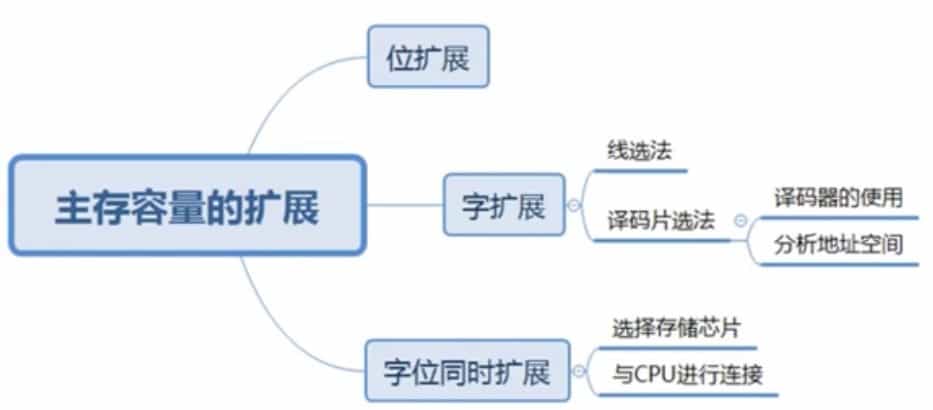 主存容量的扩展
位扩展
字扩展
线选法
译码片选法
译码器的使用
分析地址空间
字位同时扩展
选择存储芯片
与CPU进行连接